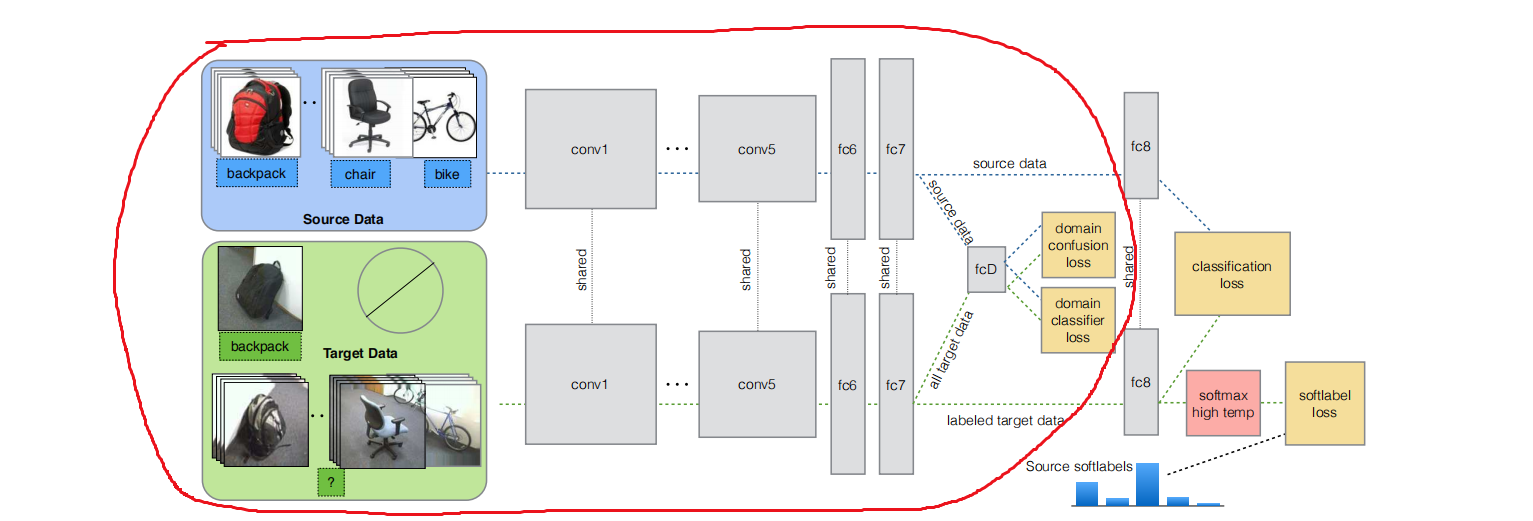 backpack
chair
bike
Source Data
backpack
Target Data
?
conv1
...
conv5
fc6
fc7
source data
fc8
source data
fcD
domain
confusion
loss
domain
classifier
loss
classification
loss
shared
shared
shared
shared
shared
all target data
conv1
...
conv5
fc6
fc7
labeled target data
fc8
softmax
high temp
softlabel
loss
Source softlabels